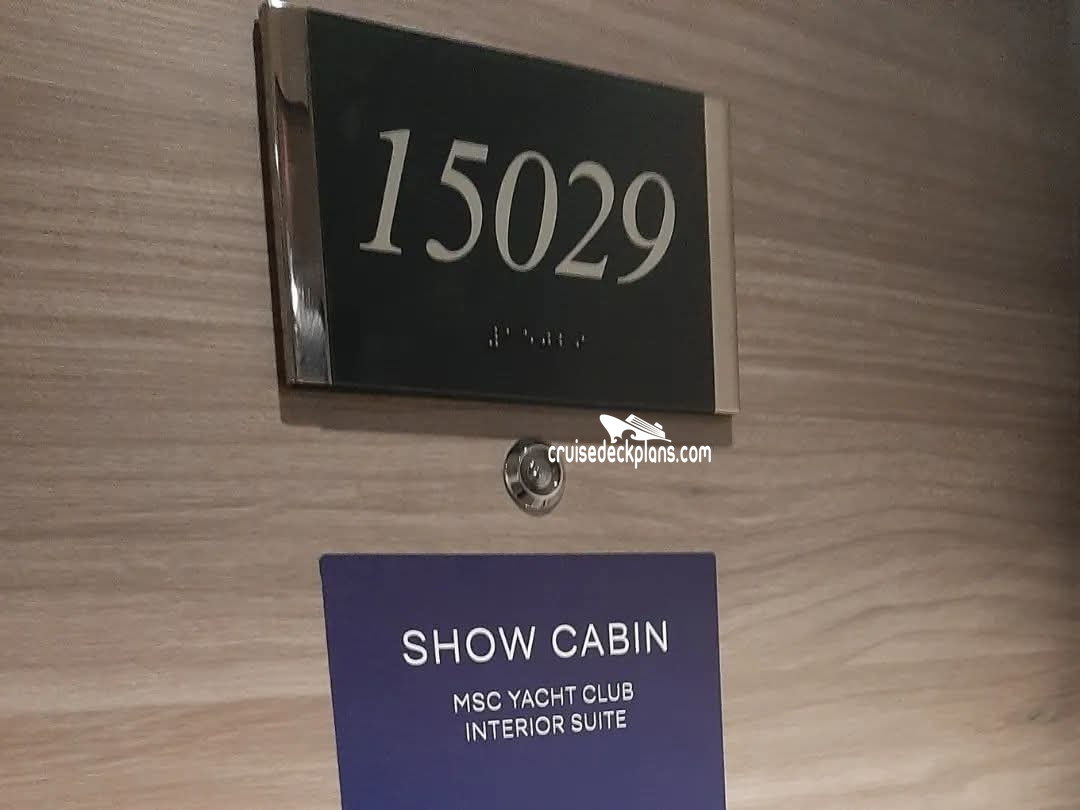 15029
cruisedeckplans.com
SHOW CABIN
MSC YACHT CLUB
INTERIOR SUITE